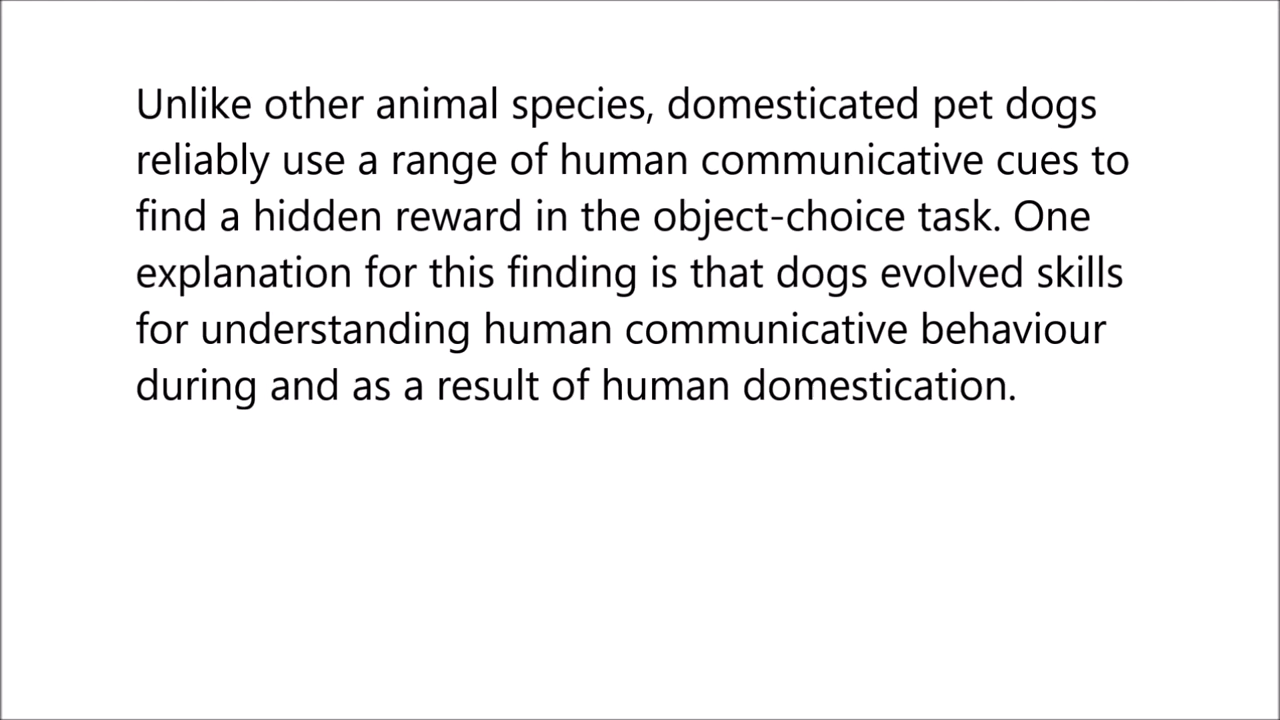 Unlike other animal species, domesticated pet dogs
reliably use a range of human communicative cues to
find a hidden reward in the object-choice task. One
explanation for this finding is that dogs evolved skills
for understanding human communicative behaviour
during and as a result of human domestication.